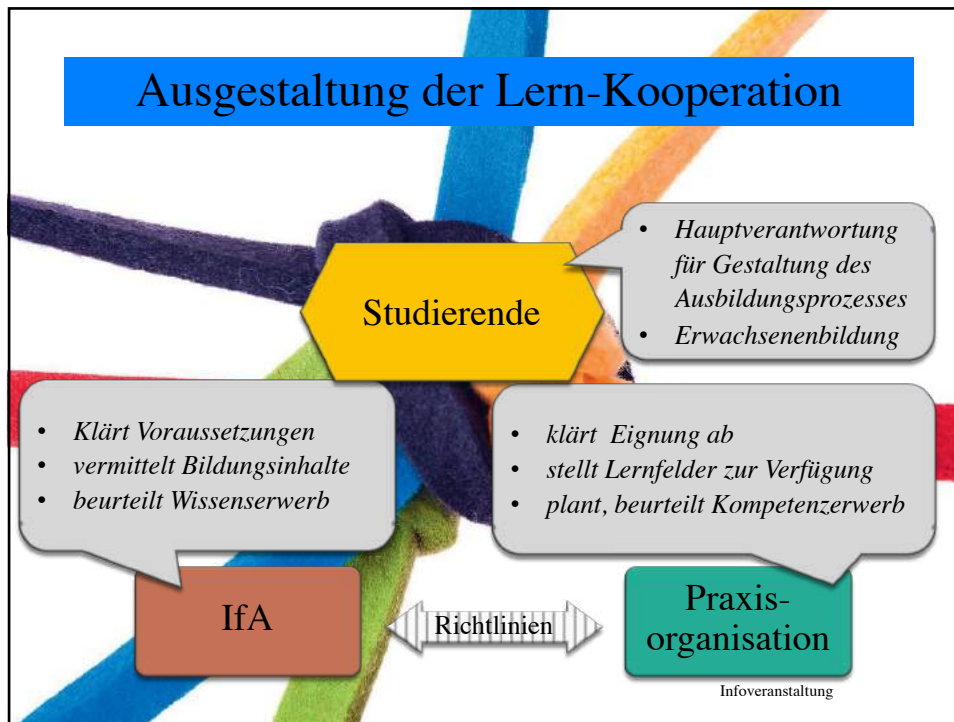 Ausgestaltung der Lern-Kooperation
• Hauptverantwortung
für Gestaltung des
Ausbildungsprozesses
• Erwachsenenbildung
Studierende
• Klärt Voraussetzungen
• vermittelt Bildungsinhalte
• beurteilt Wissenserwerb
• klärt Eignung ab
• stellt Lernfelder zur Verfügung
• plant, beurteilt Kompetenzerwerb
IfA
Richtlinien
Praxis-
organisation
Infoveranstaltung